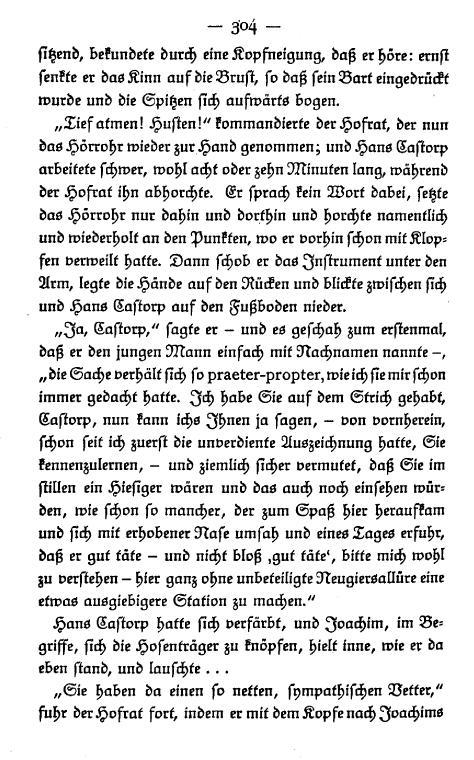 — 304 —
sitzend, bekundete durch eine Kopfneigung, daß er höre: ernst
senkte er das Kinn auf die Brust, so daß sein Bart eingedrückt
wurde und die Spitzen sich aufwärts bogen.
„Tief atmen! Husten!“ kommandierte der Hofrat, der nun
das Hörrohr wieder zur Hand genommen; und Hans Castorp
arbeitete schwer, wohl acht oder zehn Minuten lang, während
der Hofrat ihn abhorchte. Er sprach kein Wort dabei, setzte
das Hörrohr nur dahin und dorthin und horchte namentlich
und wiederholt an den Punkten, wo er vorhin schon mit Klop-
fen verweilt hatte. Dann schob er das Instrument unter den
Arm, legte die Hände auf den Rücken und blickte zwischen sich
und Hans Castorp auf den Fußboden nieder.
„Ja, Castorp,“ sagte er – und es geschah zum erstenmal,
daß er den jungen Mann einfach mit Nachnamen nannte –,
„die Sache verhält sich so praeter-propter, wie ich sie mir schon
immer gedacht hatte. Ich habe Sie auf dem Strich gehabt,
Castorp, nun kann ichs Ihnen ja sagen, – von vornherein,
schon seit ich zuerst die unverdiente Auszeichnung hatte, Sie
kennenzulernen, – und ziemlich sicher vermutet, daß Sie im
stillen ein Hiesiger wären und das auch noch einsehen wür-
den, wie schon so mancher, der zum Spaß hier heraufkam
und sich mit erhobener Nase umsah und eines Tages erfuhr,
daß er gut täte – und nicht bloß ‚gut täte‘, bitte mich wohl
zu verstehen – hier ganz ohne unbeteiligte Neugiersallüre eine
etwas ausgiebigere Station zu machen.“
Hans Castorp hatte sich verfärbt, und Joachim, im Be-
griffe, sich die Hosenträger zu knöpfen, hielt inne, wie er da
eben stand, und lauschte . . .
„Sie haben da einen so netten, sympathischen Vetter,“
fuhr der Hofrat fort, indem er mit dem Kopfe nach Joachims